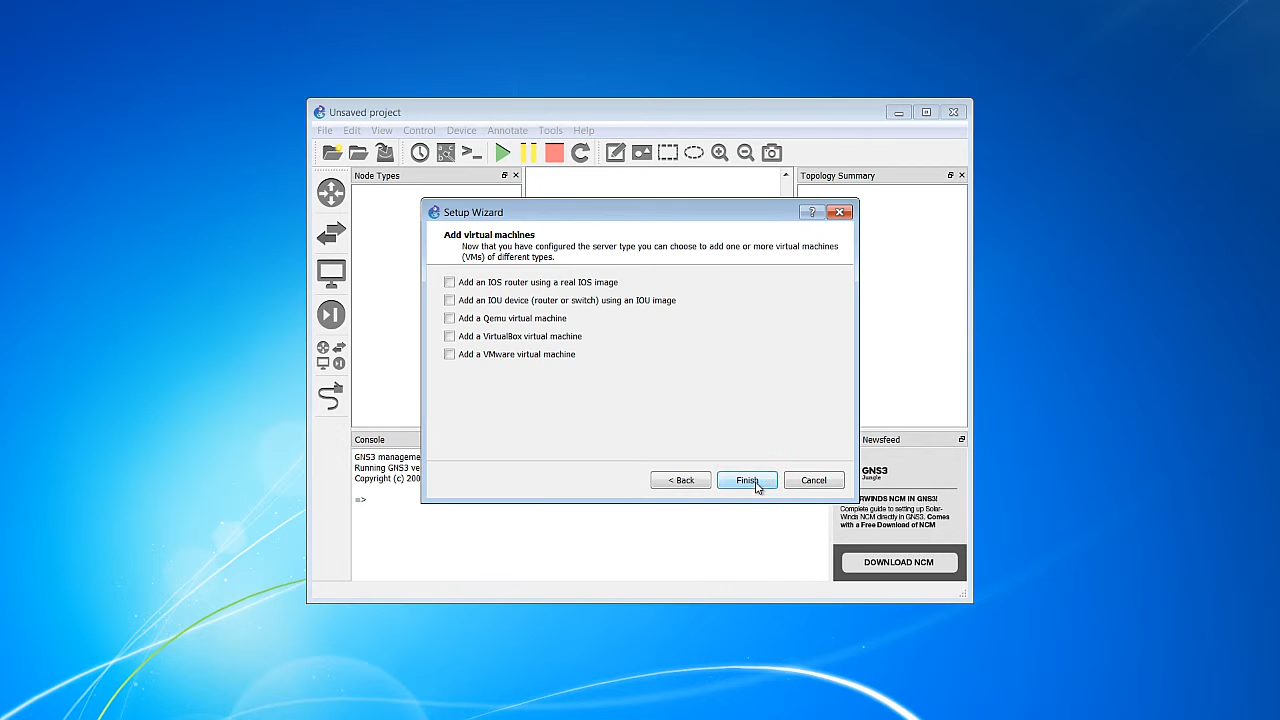 Unsaved project
File Edit View Control Device Annotate Tools Help
Node Types
Topology Summary
Setup Wizard
Add virtual machines
Now that you have configured the server type you can choose to add one or more virtual machines
(VMs) of different types.
Add an IOS router using a real IOS image
Add an IOU device (router or switch) using an IOU image
Add a Qemu virtual machine
Add a VirtualBox virtual machine
Add a VMware virtual machine
< Back Finish Cancel
Console
GNS3 manageme
Running GNS3 ve
Copyright (c) 200
=>
Newsfeed
GNS3
Jungle
RWINDS NCM IN GNS3!
Complete guide to setting up Solar-
Winds NCM directly in GNS3. Comes
with a Free Download of NCM
DOWNLOAD NCM